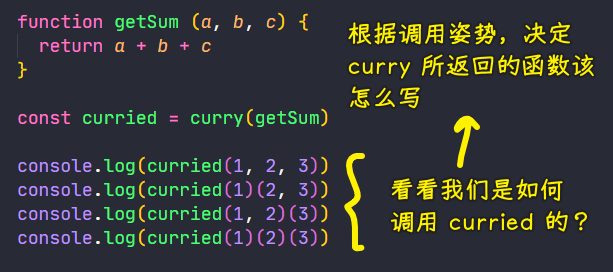 function getSum (a, b, c) {
  return a + b + c
}
const curried = curry(getSum)
console.log(curried(1, 2, 3))
console.log(curried(1)(2, 3))
console.log(curried(1, 2)(3))
console.log(curried(1)(2)(3))
根据调用姿势，决定
curry 所返回的函数该
怎么写
看看我们是如何
调用 curried 的？